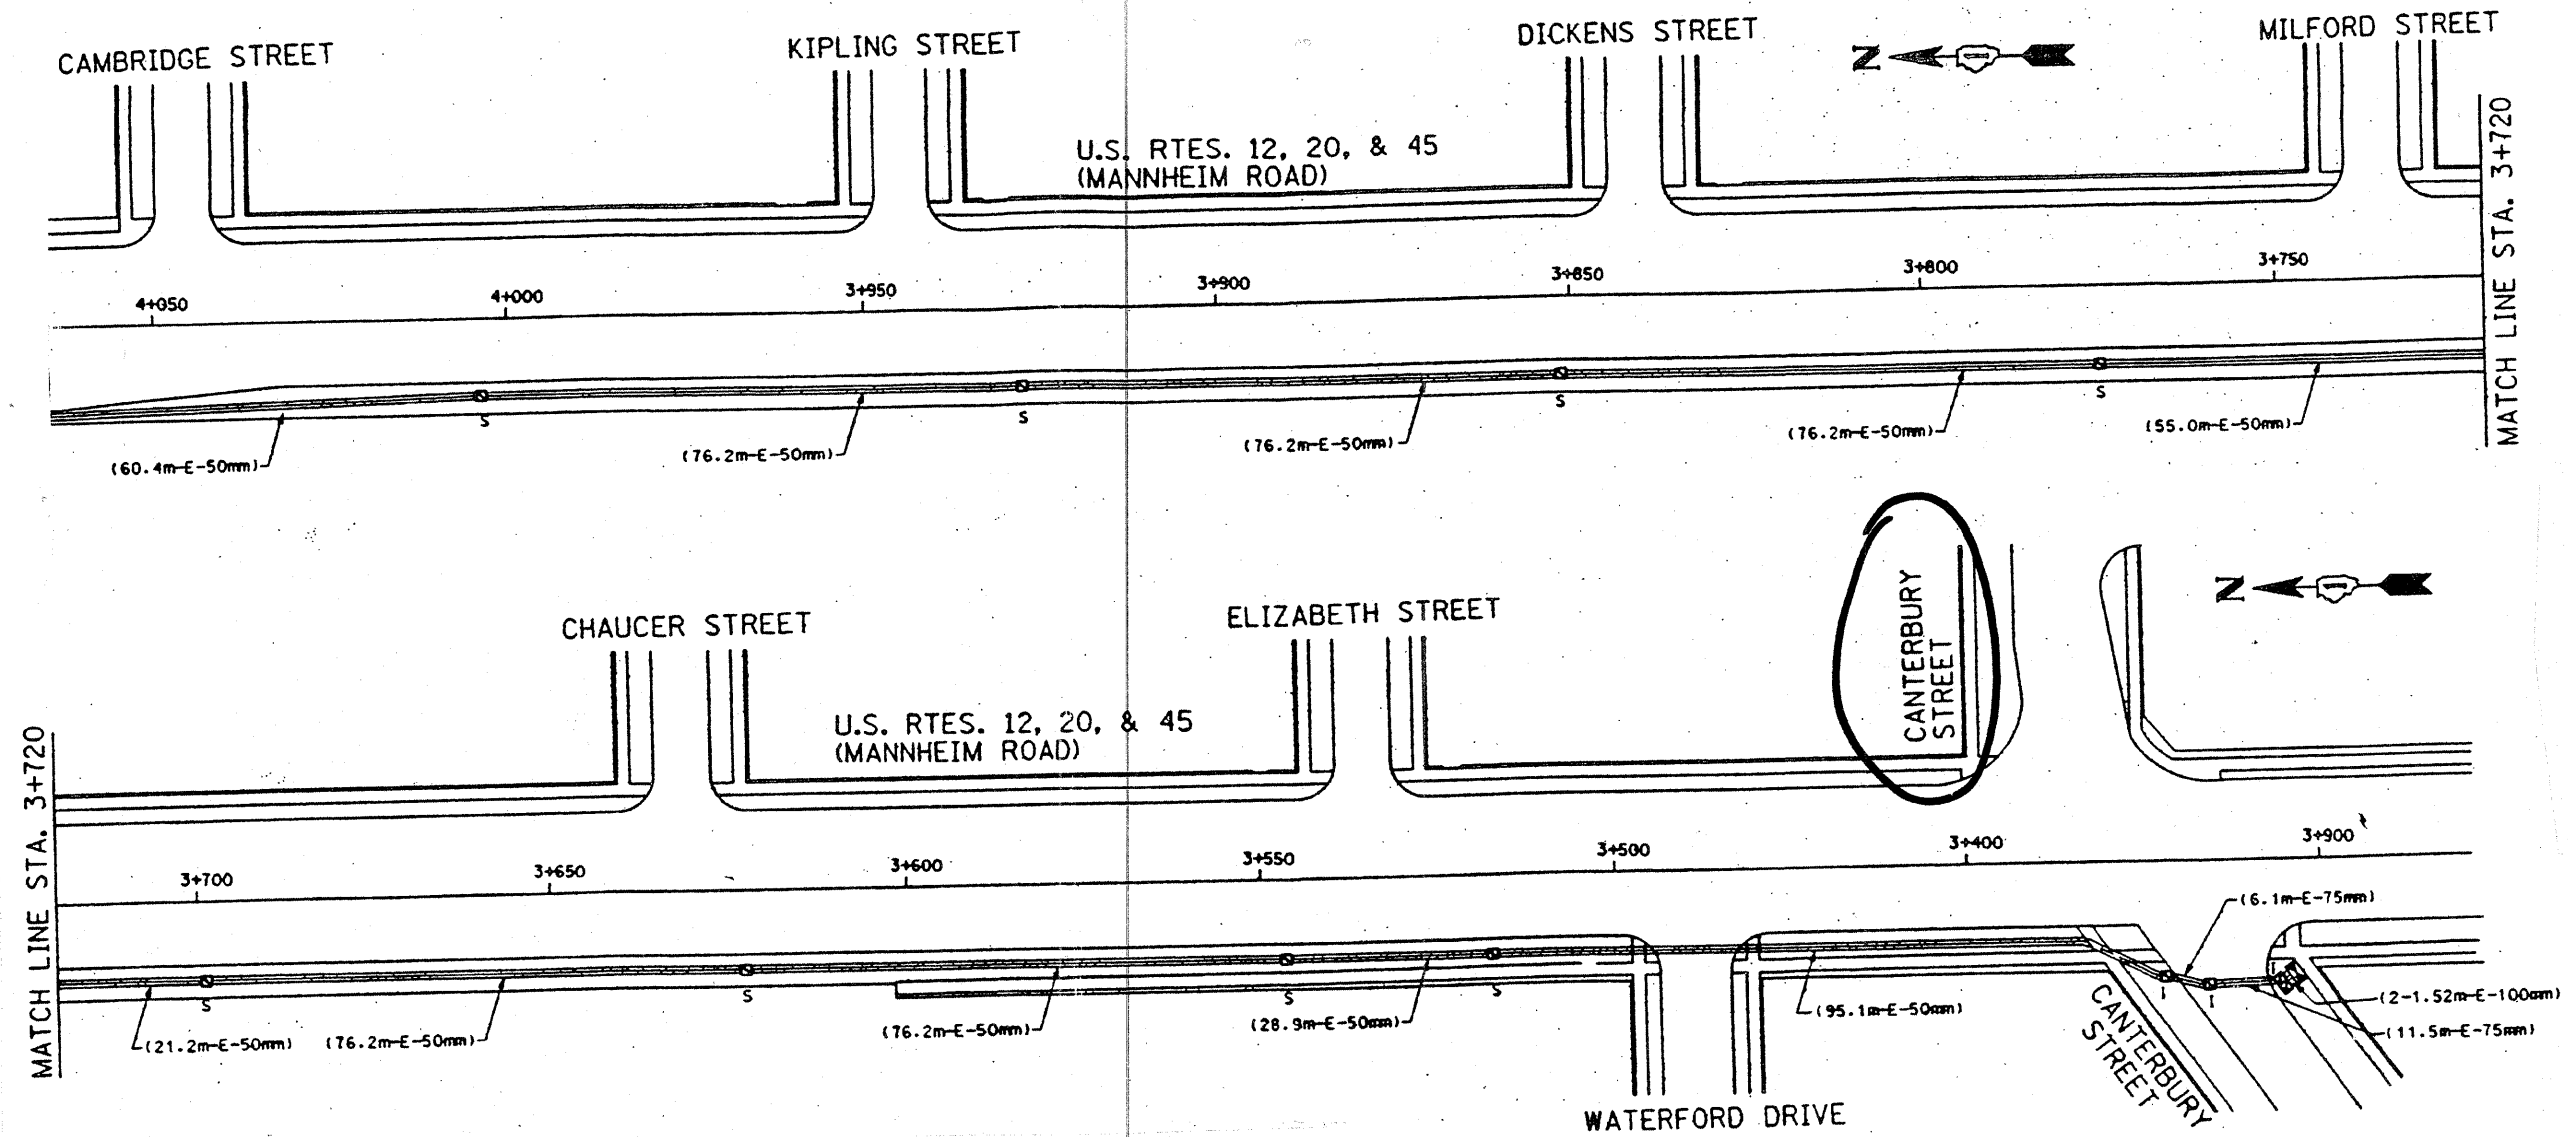 CAMBRIDGE STREET
KIPLING STREET
DICKENS STREET
MILFORD STREET
N
U.S. RTES. 12, 20, & 45
(MANNHEIM ROAD)
MATCH LINE STA. 3+720
4+050
4+000
3+950
3+900
3+850
3+800
3+750
S
S
S
S
(60.4m-E-50mm)
(76.2m-E-50mm)
(76.2m-E-50mm)
(76.2m-E-50mm)
(55.0m-E-50mm)
CHAUCER STREET
ELIZABETH STREET
CANTERBURY
STREET
N
U.S. RTES. 12, 20, & 45
(MANNHEIM ROAD)
MATCH LINE STA. 3+720
3+700
3+650
3+600
3+550
3+500
3+400
3+900
S
S
S
S
I
I
(21.2m-E-50mm)
(76.2m-E-50mm)
(76.2m-E-50mm)
(28.9m-E-50mm)
(95.1m-E-50mm)
(6.1m-E-75mm)
(2-1.52m-E-100mm)
(11.5m-E-75mm)
CANTERBURY
STREET
WATERFORD DRIVE